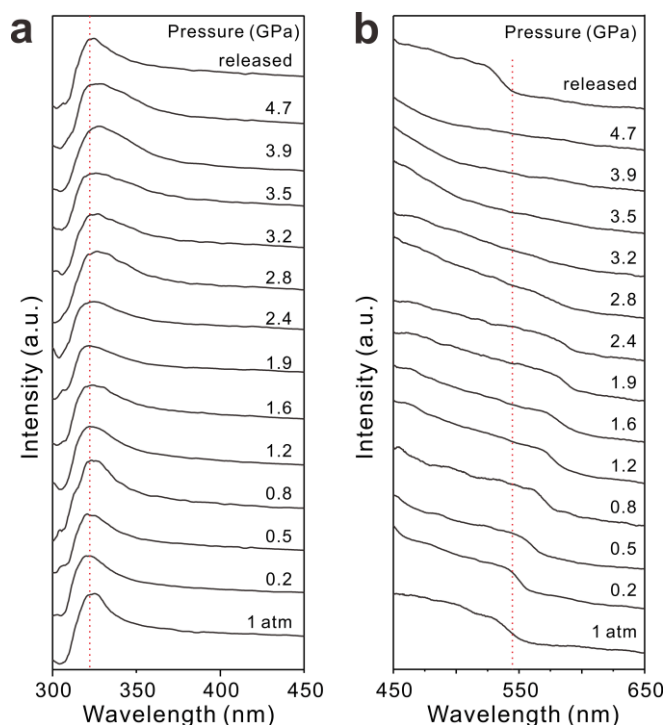 a
Pressure (GPa)
released
4.7
3.9
3.5
3.2
2.8
2.4
1.9
1.6
1.2
0.8
0.5
0.2
1 atm
Intensity (a.u.)
300 350 400 450
Wavelength (nm)
b
Pressure (GPa)
released
4.7
3.9
3.5
3.2
2.8
2.4
1.9
1.6
1.2
0.8
0.5
0.2
1 atm
Intensity (a.u.)
450 550 650
Wavelength (nm)